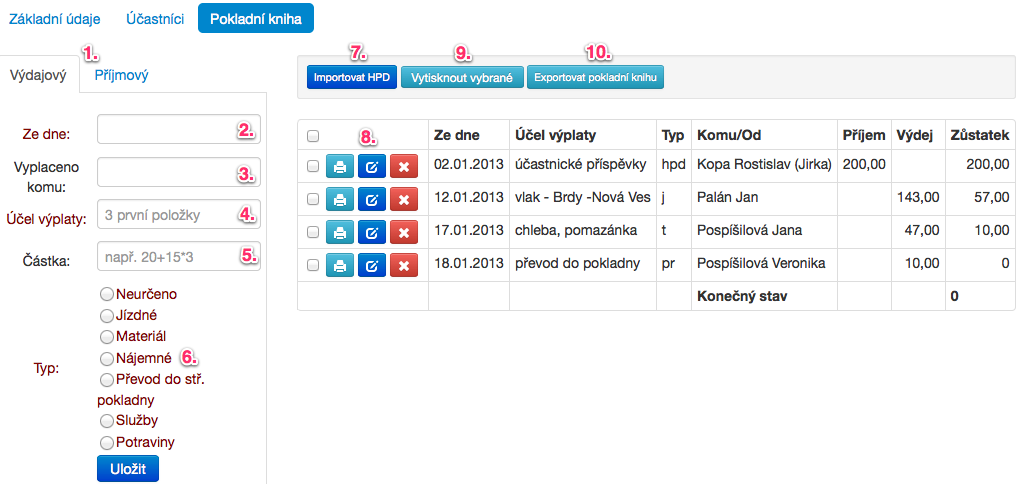 Základní údaje Účastníci Pokladní kniha
1.
Výdajový Příjmový
Ze dne: 2.
Vyplaceno komu: 3.
Účel výplaty: 3 první položky 4.
Částka: např. 20+15*3 5.
Typ:
Neurčeno
Jízdné
Materiál
Nájemné 6.
Převod do stř.
pokladny
Služby
Potraviny
Uložit
7. 9. 10.
Importovat HPD Vytisknout vybrané Exportovat pokladní knihu
8.
Ze dne Účel výplaty Typ Komu/Od Příjem Výdej Zůstatek
02.01.2013 účastnické příspěvky hpd Kopa Rostislav (Jirka) 200,00 200,00
12.01.2013 vlak - Brdy -Nová Ves j Palán Jan 143,00 57,00
17.01.2013 chleba, pomazánka t Pospíšilová Jana 47,00 10,00
18.01.2013 převod do pokladny pr Pospíšilová Veronika 10,00 0
Konečný stav 0